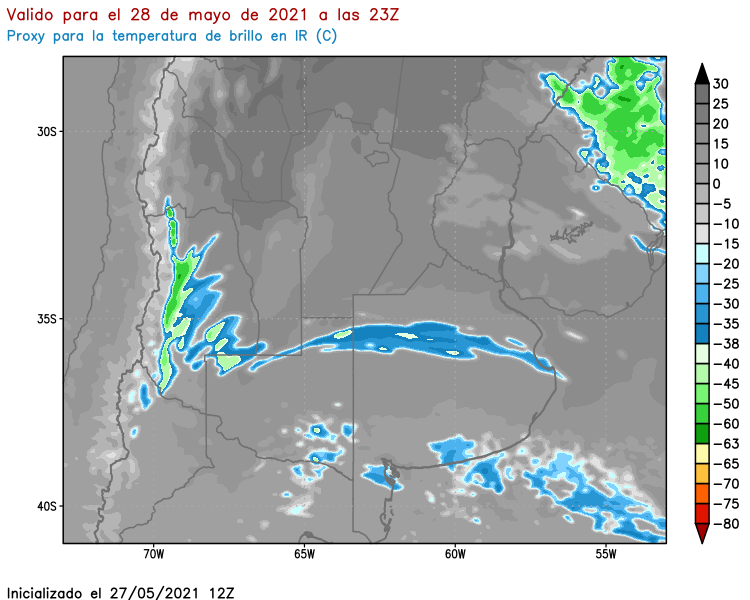 Valido para el 28 de mayo de 2021 a las 23Z
Proxy para la temperatura de brillo en IR (C)
30S
35S
40S
70W
65W
60W
55W
30
25
20
15
10
0
−5
−10
−15
−20
−25
−30
−35
−38
−40
−45
−50
−60
−63
−65
−70
−75
−80
Inicializado el 27/05/2021 12Z